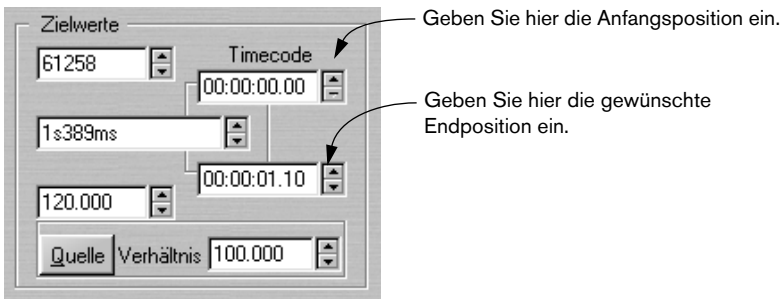 Zielwerte
Geben Sie hier die Anfangsposition ein.
61258
Timecode
00:00:00.00
Geben Sie hier die gewünschte
Endposition ein.
1s389ms
00:00:01.10
120.000
Quelle Verhältnis 100.000